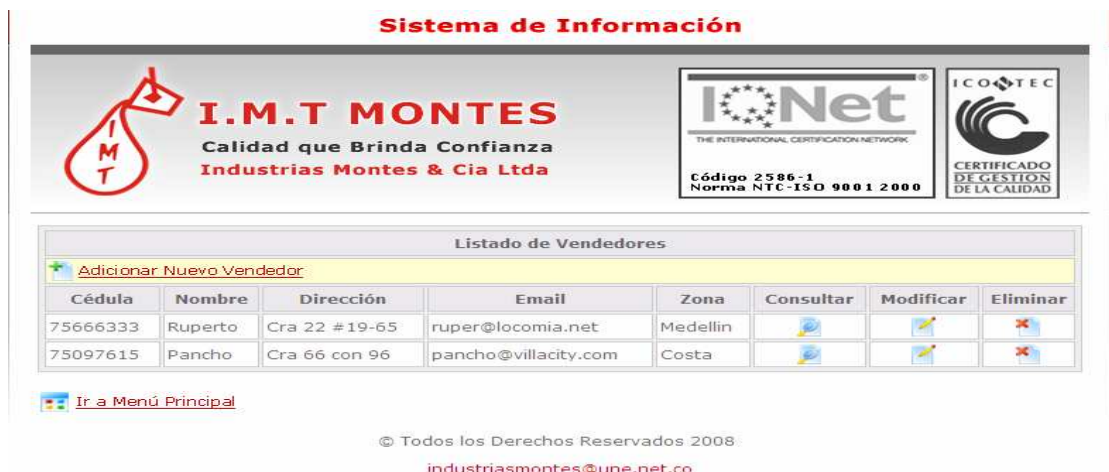 Sistema de Información
IMT
I.M.T MONTES
Calidad que Brinda Confianza
Industrias Montes & Cia Ltda
IQNet ®
THE INTERNATIONAL CERTIFICATION NETWORK
Código 2586-1
Norma NTC-ISO 9001 2000
ICONTEC
CERTIFICADO
DE GESTION
DE LA CALIDAD
Listado de Vendedores
Adicionar Nuevo Vendedor
Cédula Nombre Dirección Email Zona Consultar Modificar Eliminar
75666333 Ruperto Cra 22 #19-65 ruper@locomia.net Medellin
75097615 Pancho Cra 66 con 96 pancho@villacity.com Costa
Ir a Menú Principal
© Todos los Derechos Reservados 2008
industriasmontes@une.net.co